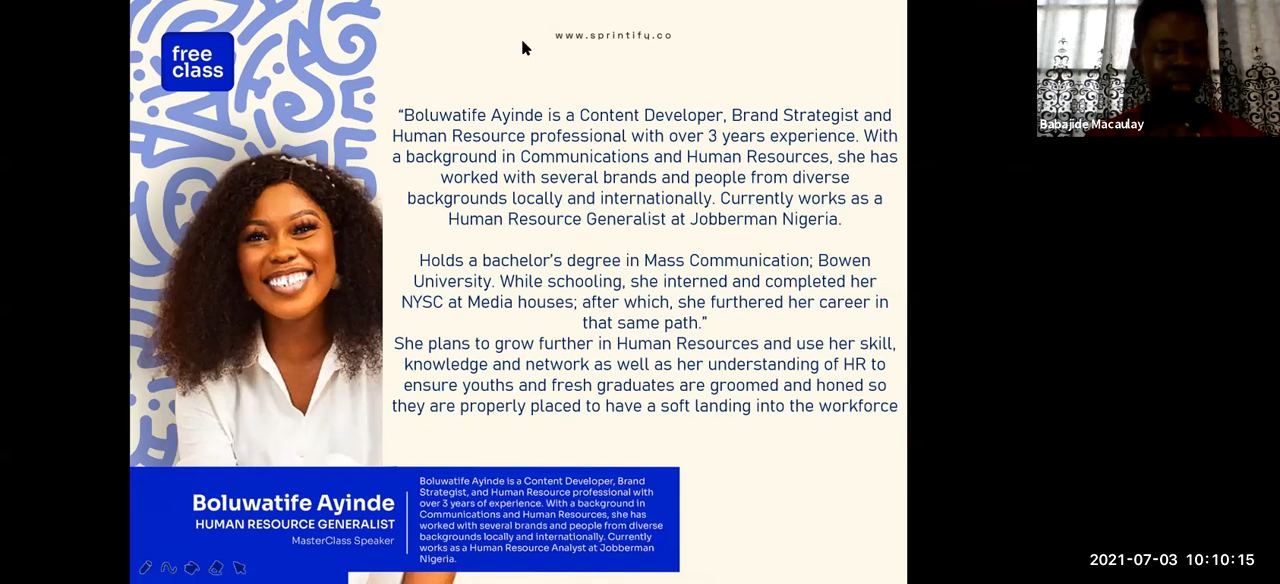 free
class
www.sprintify.co
“Boluwatife Ayinde is a Content Developer, Brand Strategist and
Human Resource professional with over 3 years experience. With
a background in Communications and Human Resources, she has
worked with several brands and people from diverse
backgrounds locally and internationally. Currently works as a
Human Resource Generalist at Jobberman Nigeria.
Holds a bachelor’s degree in Mass Communication; Bowen
University. While schooling, she interned and completed her
NYSC at Media houses; after which, she furthered her career in
that same path.”
She plans to grow further in Human Resources and use her skill,
knowledge and network as well as her understanding of HR to
ensure youths and fresh graduates are groomed and honed so
they are properly placed to have a soft landing into the workforce
Boluwatife Ayinde
HUMAN RESOURCE GENERALIST
MasterClass Speaker
Boluwatife Ayinde is a Content Developer, Brand
Strategist, and Human Resource professional with
over 3 years of experience. With a background in
Communications and Human Resources, she has
worked with several brands and people from diverse
backgrounds locally and internationally. Currently
works as a Human Resource Analyst at Jobberman
Nigeria.
Babajide Macaulay
2021-07-03 10:10:15